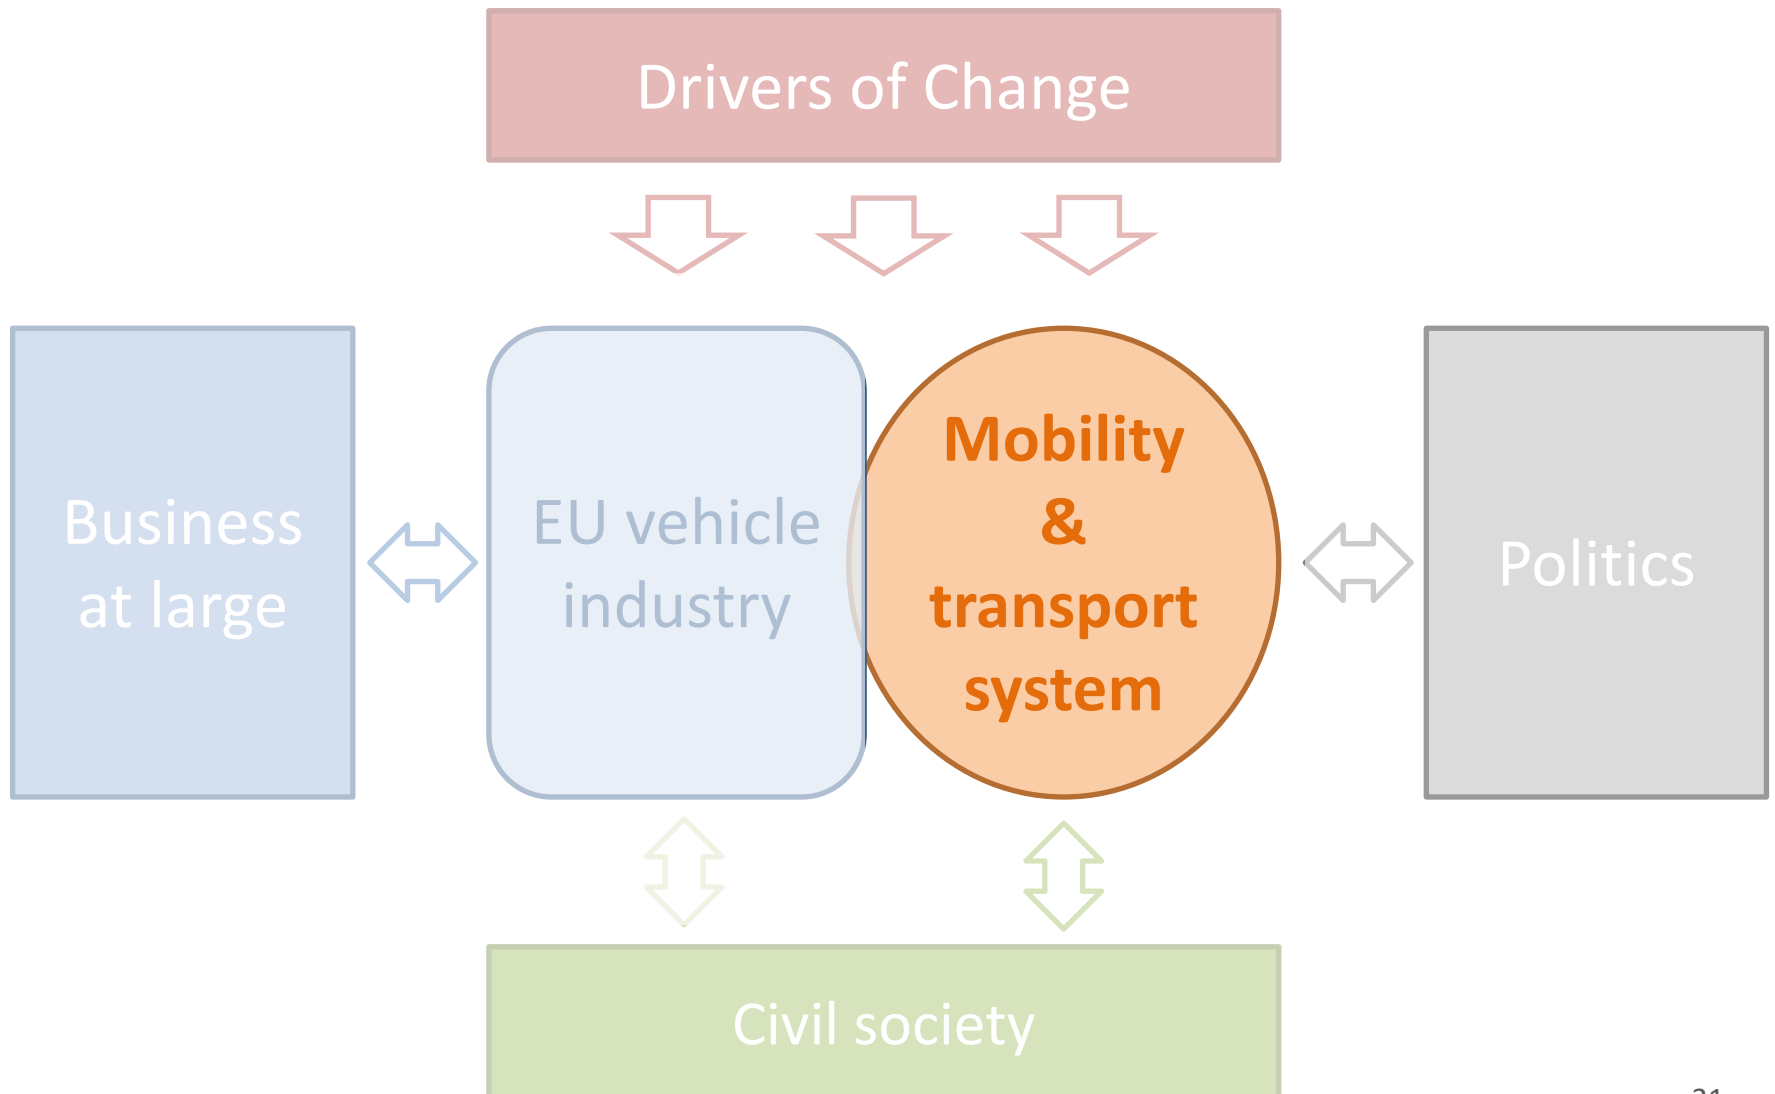 Drivers of Change
Business
at large
EU vehicle
industry
Mobility
&
transport
system
Politics
Civil society